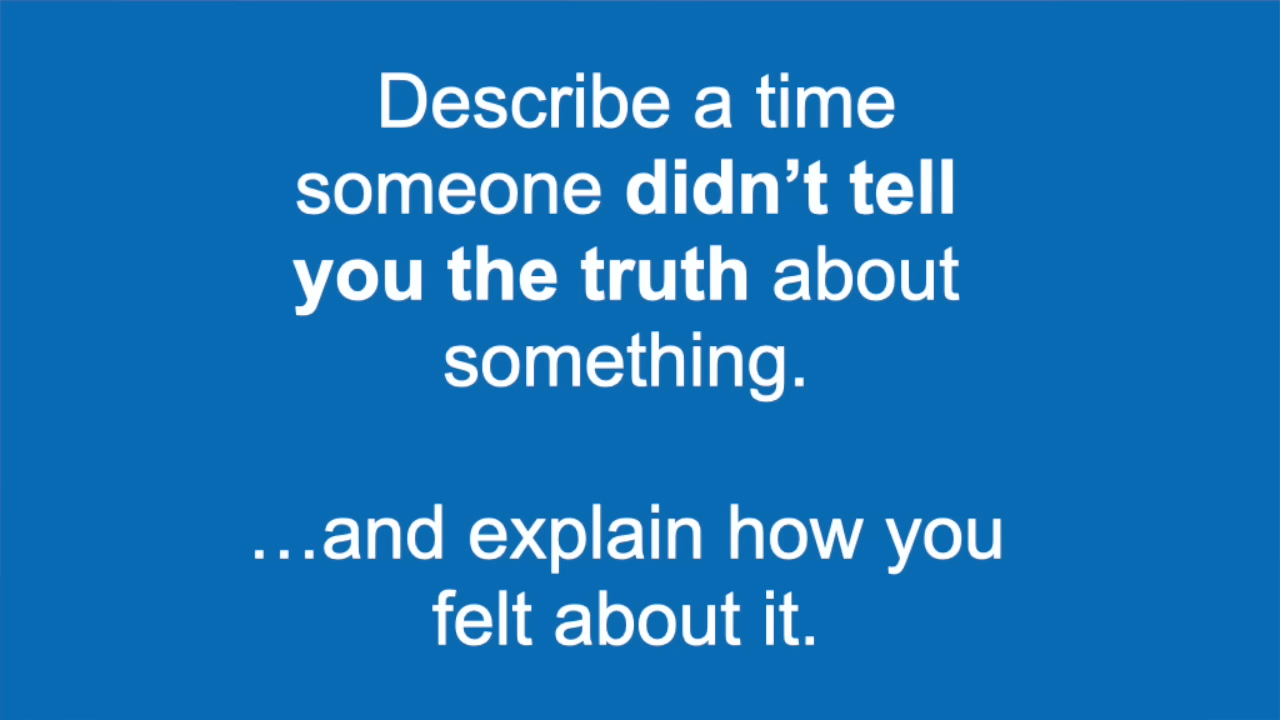 Describe a time
someone didn’t tell
you the truth about
something.
…and explain how you
felt about it.